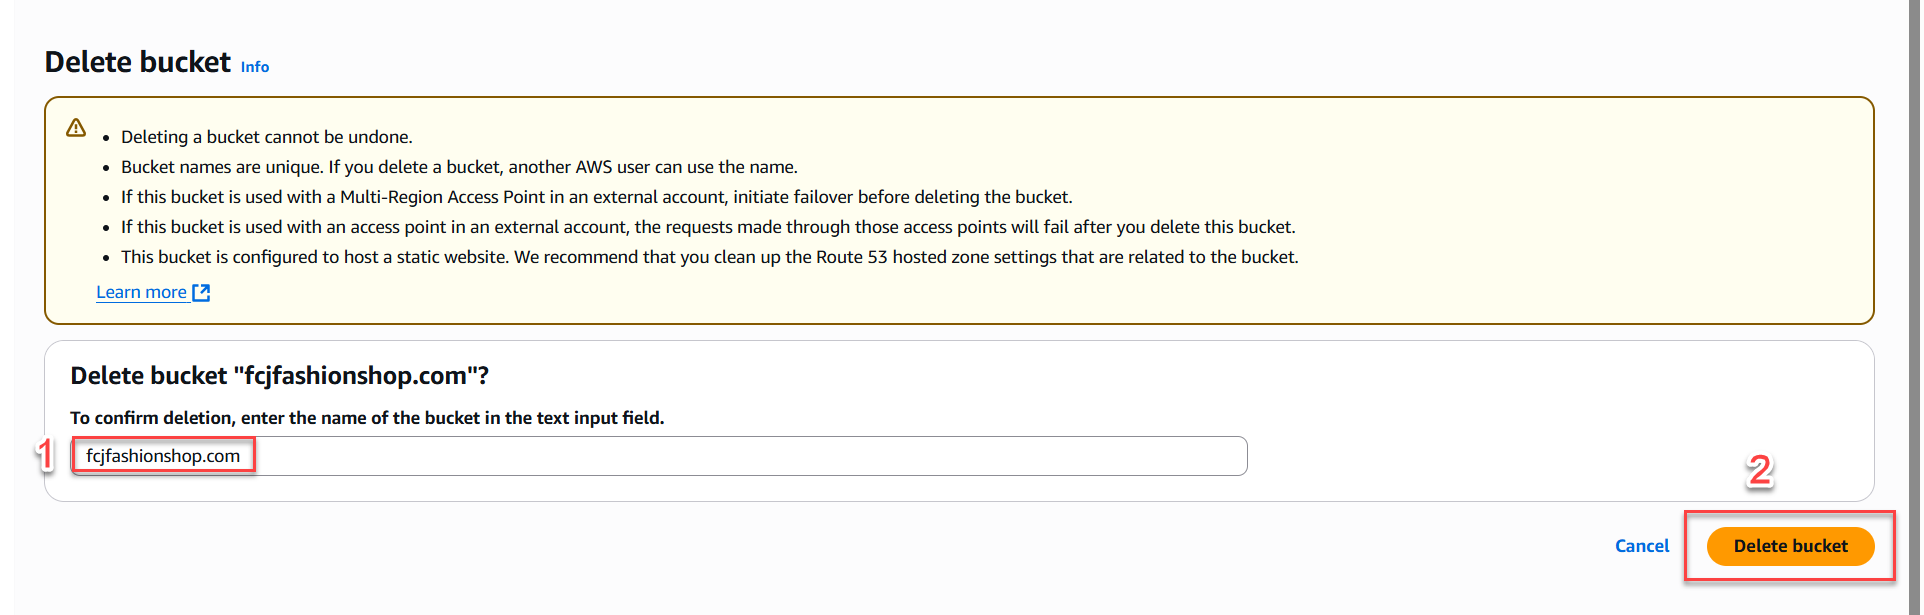 Delete bucket Info
• Deleting a bucket cannot be undone.
• Bucket names are unique. If you delete a bucket, another AWS user can use the name.
• If this bucket is used with a Multi-Region Access Point in an external account, initiate failover before deleting the bucket.
• If this bucket is used with an access point in an external account, the requests made through those access points will fail after you delete this bucket.
• This bucket is configured to host a static website. We recommend that you clean up the Route 53 hosted zone settings that are related to the bucket.
Learn more
Delete bucket "fcjfashionshop.com"?
To confirm deletion, enter the name of the bucket in the text input field.
1 fcjfashionshop.com
2
Cancel Delete bucket